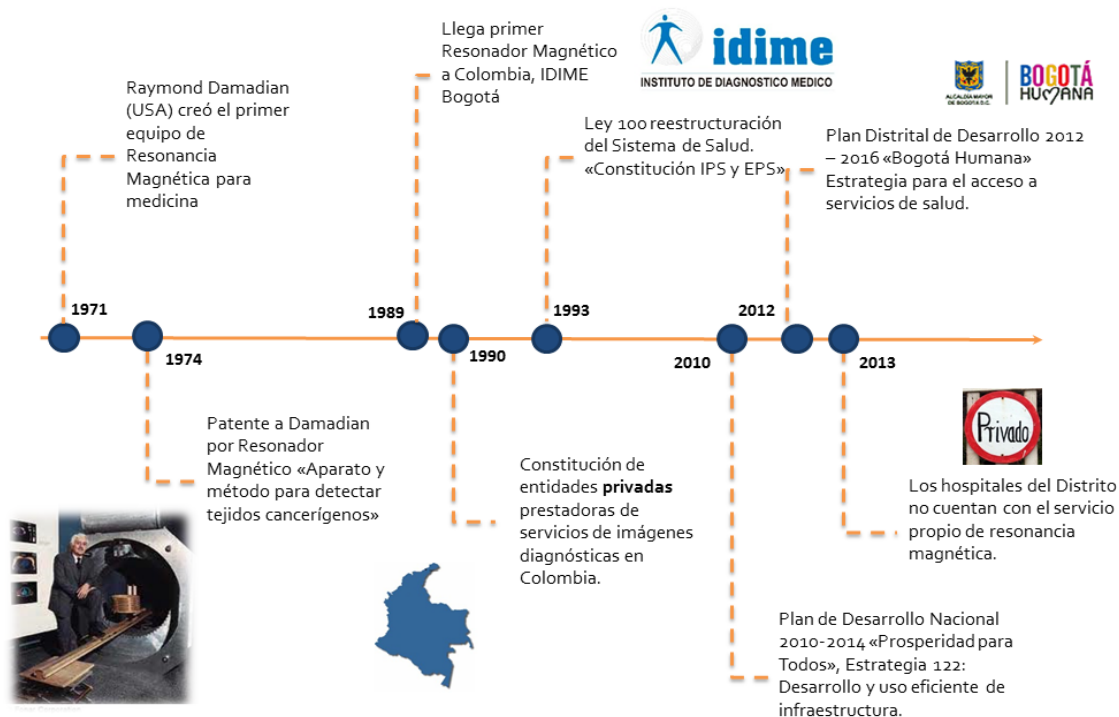 Llega primer
Resonador Magnético
a Colombia, IDIME
Bogotá
idime
INSTITUTO DE DIAGNOSTICO MEDICO
ALCALDÍA MAYOR
DE BOGOTÁ D.C.
BOGOTÁ
HUMANA
Raymond Damadian
(USA) creó el primer
equipo de
Resonancia
Magnética para
medicina
Ley 100 reestructuración
del Sistema de Salud.
«Constitución IPS y EPS»
Plan Distrital de Desarrollo 2012
– 2016 «Bogotá Humana»
Estrategia para el acceso a
servicios de salud.
1971
1974
1989
1990
1993
2010
2012
2013
Patente a Damadian
por Resonador
Magnético «Aparato y
método para detectar
tejidos cancerígenos»
Constitución de
entidades privadas
prestadoras de
servicios de imágenes
diagnósticas en
Colombia.
Privado
Los hospitales del Distrito
no cuentan con el servicio
propio de resonancia
magnética.
Plan de Desarrollo Nacional
2010-2014 «Prosperidad para
Todos», Estrategia 122:
Desarrollo y uso eficiente de
infraestructura.